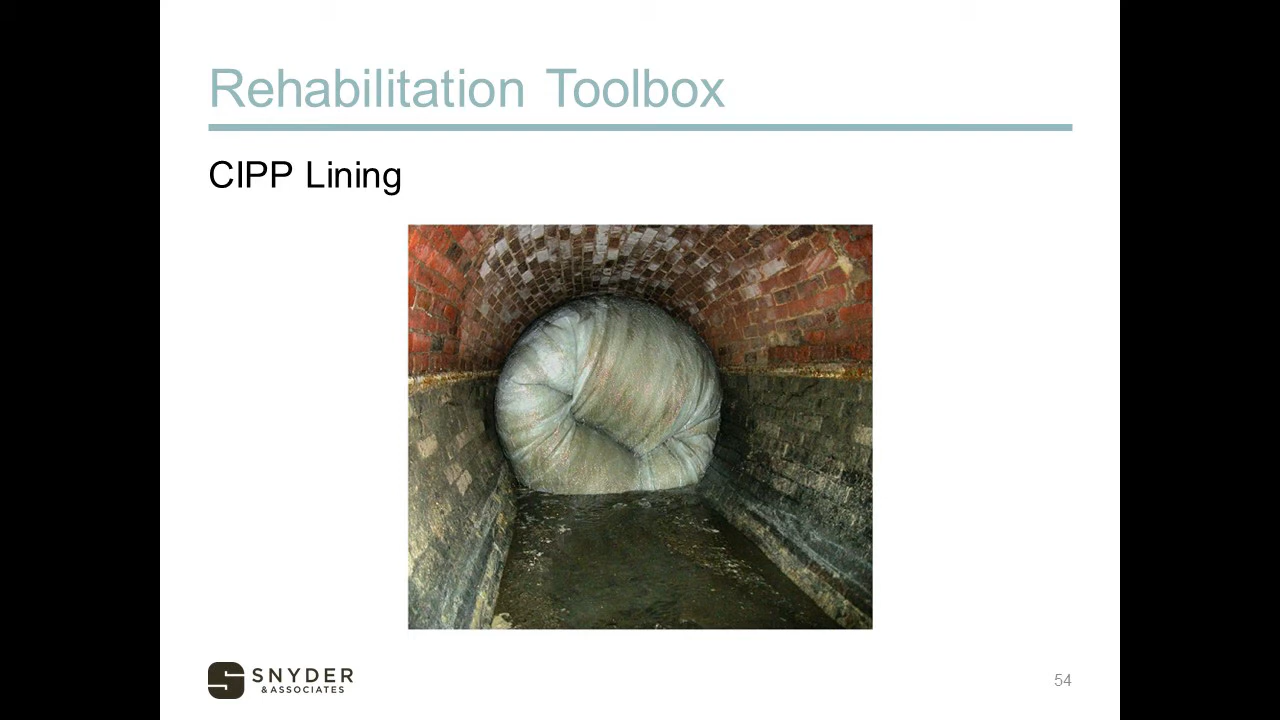 Rehabilitation Toolbox
CIPP Lining
SNYDER
& ASSOCIATES
54